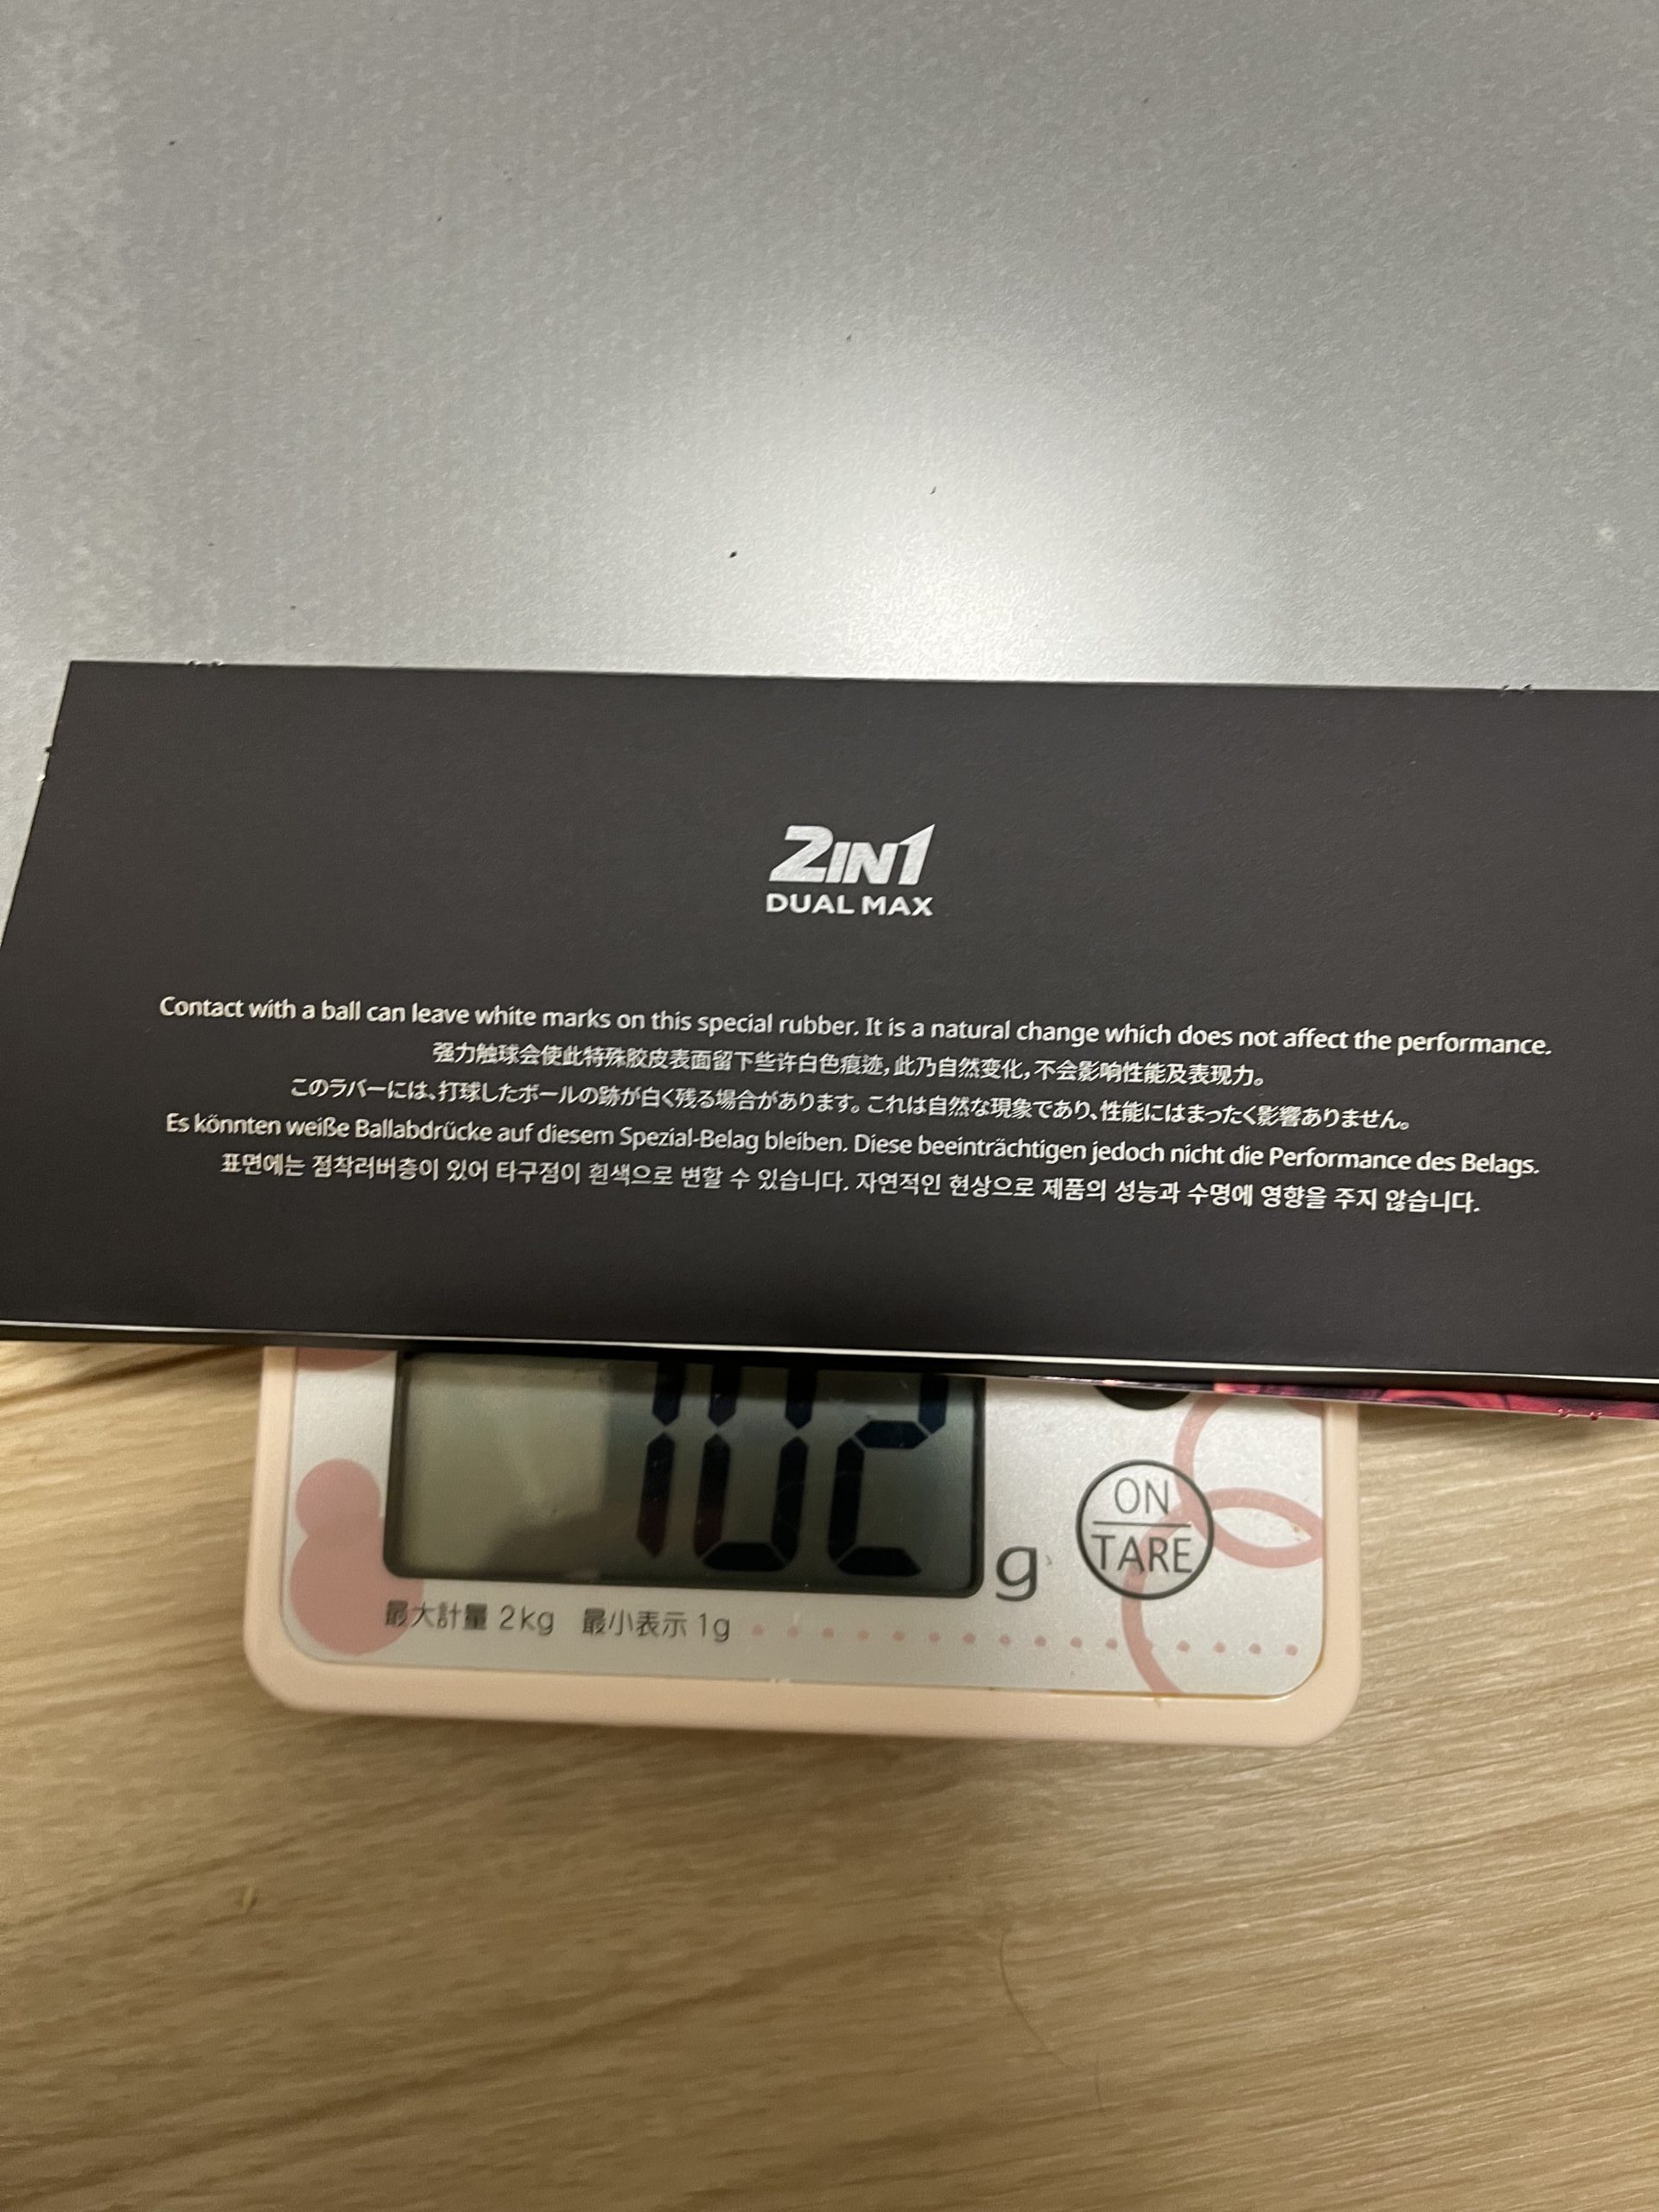 2IN1
DUAL MAX
Contact with a ball can leave white marks on this special rubber. It is a natural change which does not affect the performance.
强力触球会使此特殊胶皮表面留下些许白色痕迹，此乃自然变化，不会影响性能及表现力。
このラバーには、打球したボールの跡が白く残る場合があります。これは自然な現象であり、性能にはまったく影響ありません。
Es könnten weiße Ballabdrücke auf diesem Spezial-Belag bleiben. Diese beeinträchtigen jedoch nicht die Performance des Belags.
표면에는 점착러버층이 있어 타구점이 흰색으로 변할 수 있습니다. 자연적인 현상으로 제품의 성능과 수명에 영향을 주지 않습니다.
102 g
ON
TARE
最大計量 2kg 最小表示 1g